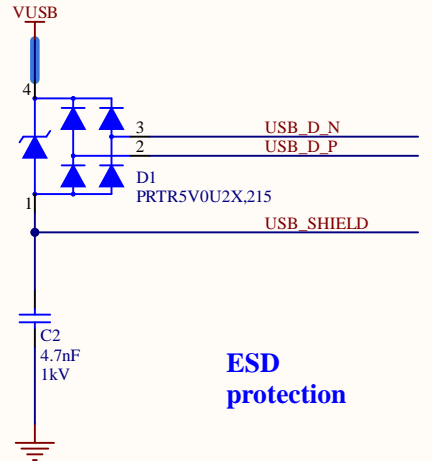 VUSB
4
3
USB_D_N
2
USB_D_P
D1
PRTR5V0U2X,215
1
USB_SHIELD
C2
4.7nF
1kV
ESD
protection